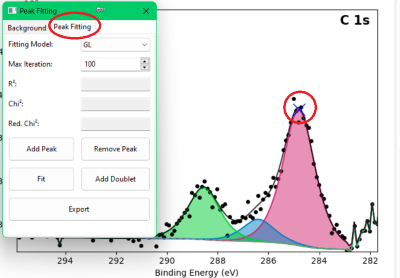 Peak Fitting
Background
Peak Fitting
Fitting Model:
GL
Max Iteration:
100
R²:
Chi²:
Red. Chi²:
Add Peak
Remove Peak
Fit
Add Doublet
Export
C 1s
294
292
290
288
286
284
282
Binding Energy (eV)